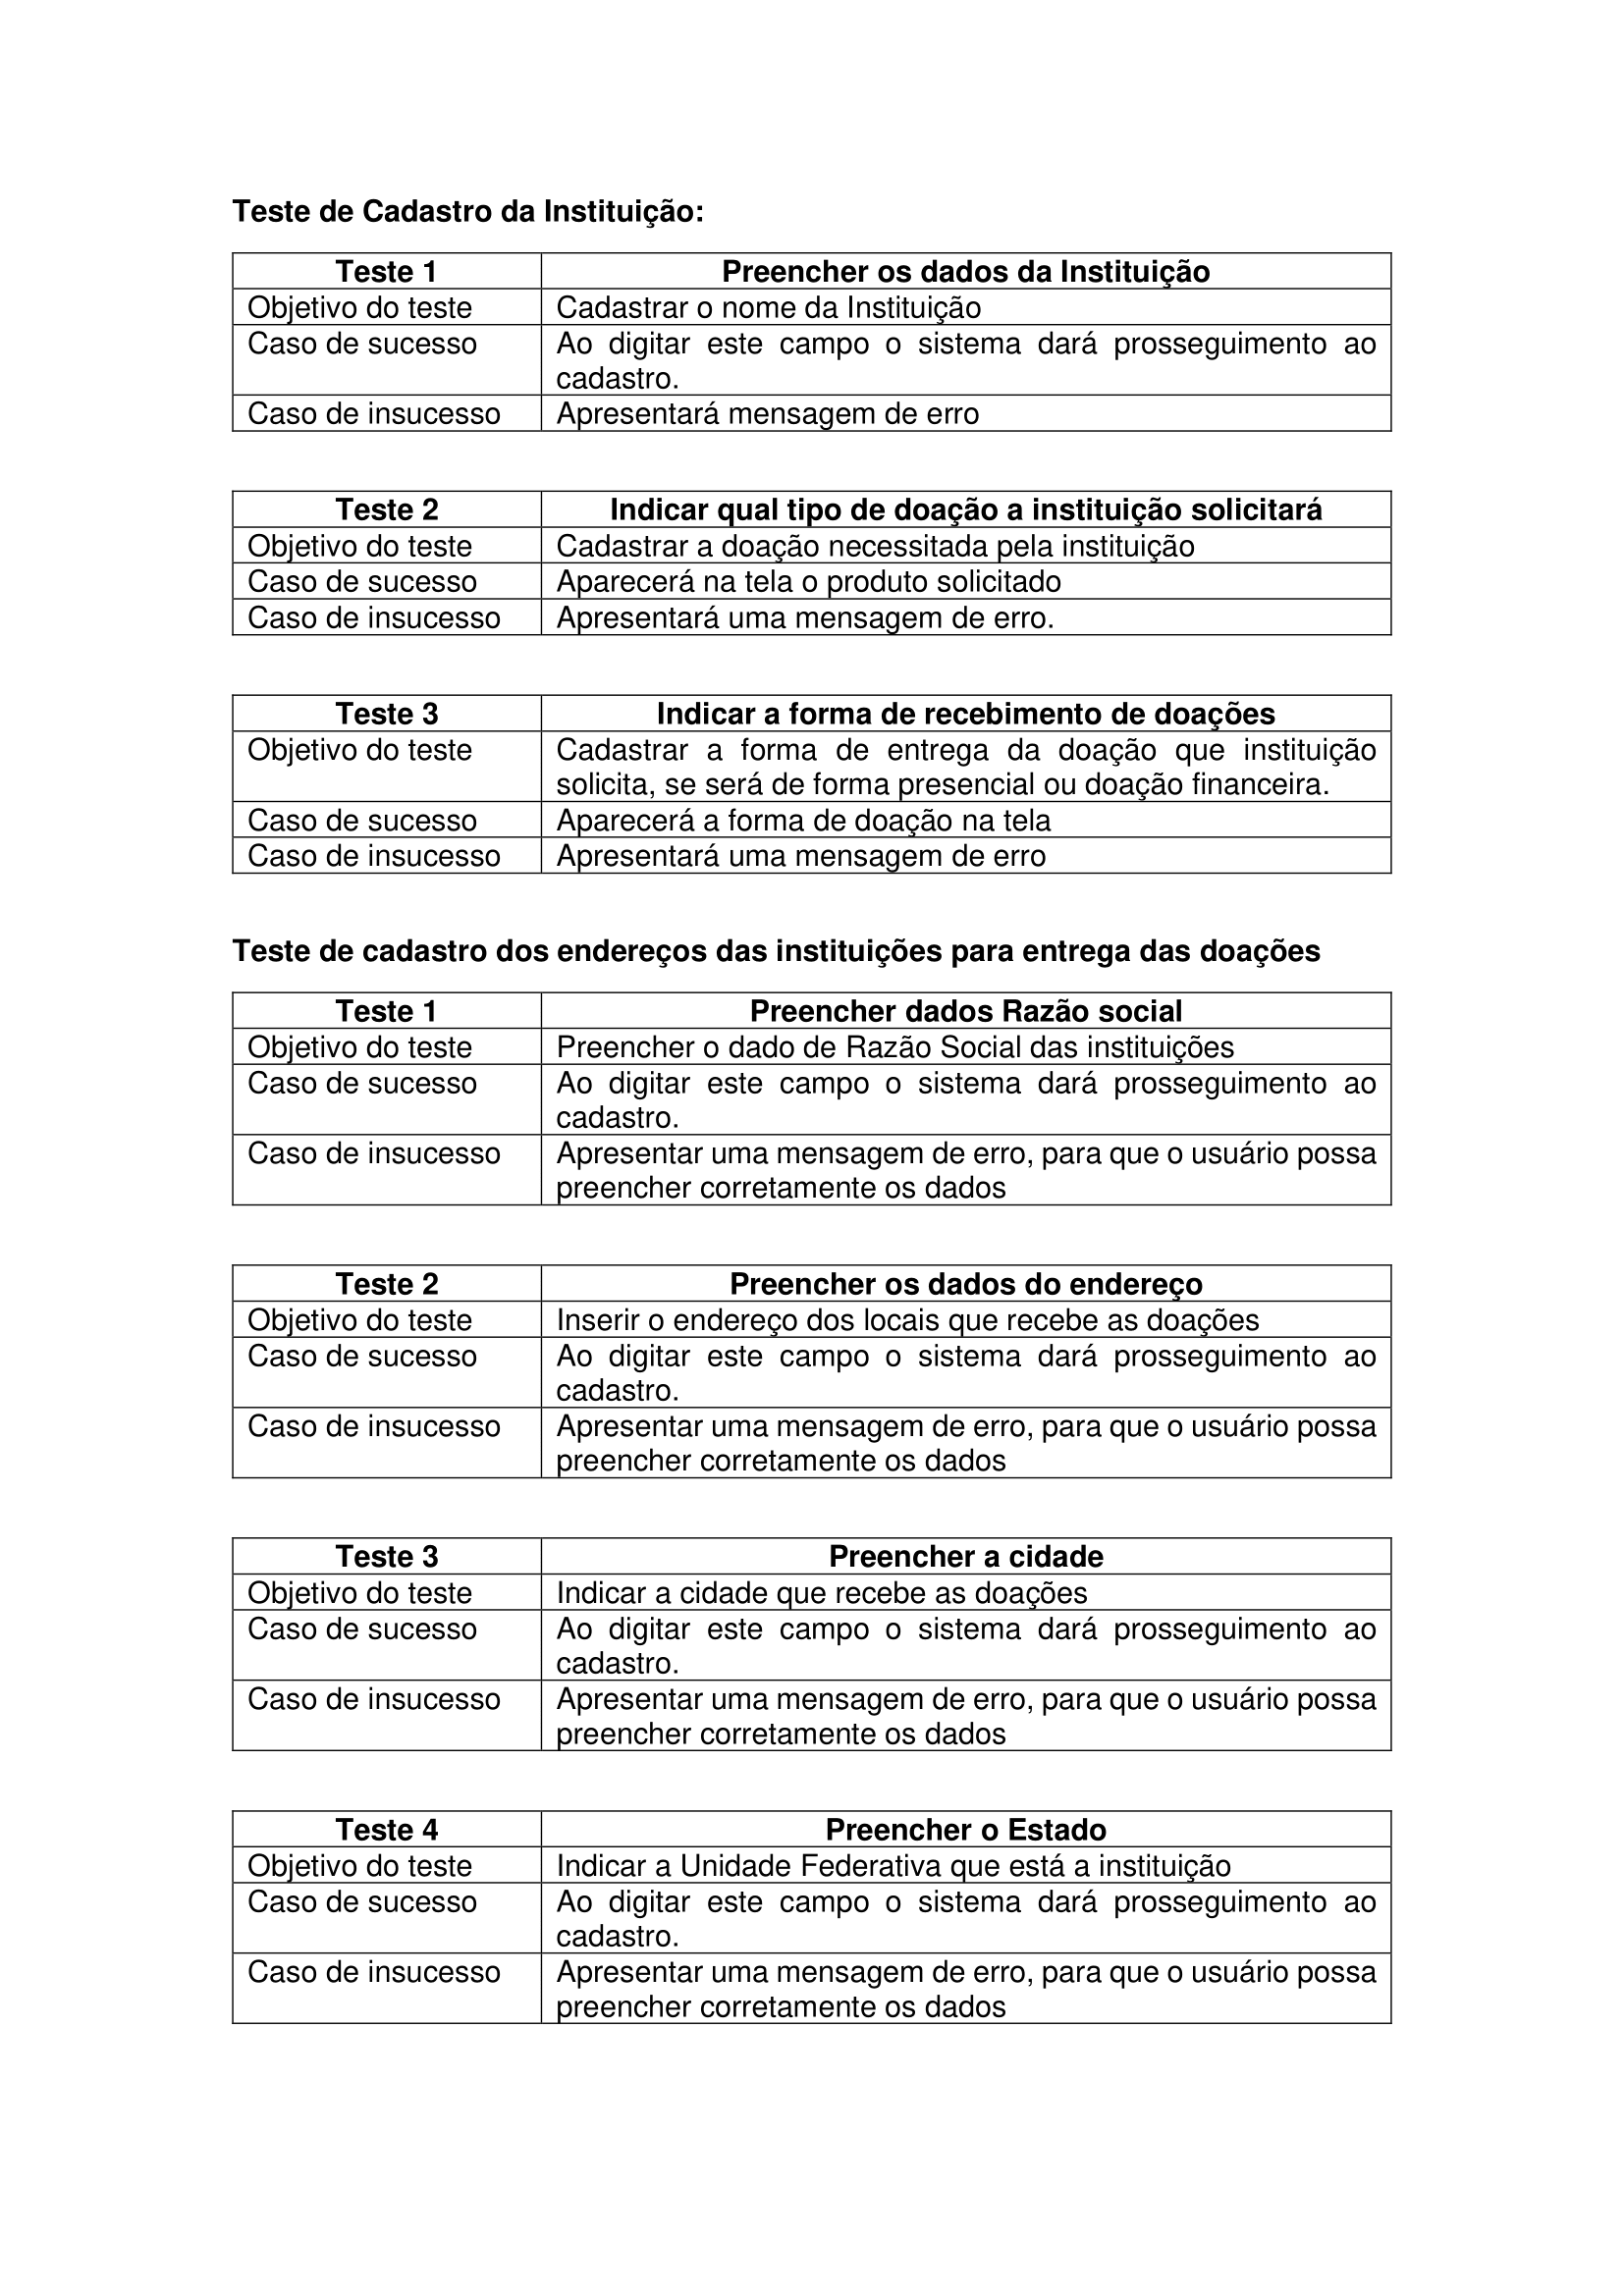 Teste de Cadastro da Instituição:
Teste 1 Preencher os dados da Instituição
Objetivo do teste Cadastrar o nome da Instituição
Caso de sucesso Ao digitar este campo o sistema dará prosseguimento ao
cadastro.
Caso de insucesso Apresentará mensagem de erro
Teste 2 Indicar qual tipo de doação a instituição solicitará
Objetivo do teste Cadastrar a doação necessitada pela instituição
Caso de sucesso Aparecerá na tela o produto solicitado
Caso de insucesso Apresentará uma mensagem de erro.
Teste 3 Indicar a forma de recebimento de doações
Objetivo do teste Cadastrar a forma de entrega da doação que instituição
solicita, se será de forma presencial ou doação financeira.
Caso de sucesso Aparecerá a forma de doação na tela
Caso de insucesso Apresentará uma mensagem de erro
Teste de cadastro dos endereços das instituições para entrega das doações
Teste 1 Preencher dados Razão social
Objetivo do teste Preencher o dado de Razão Social das instituições
Caso de sucesso Ao digitar este campo o sistema dará prosseguimento ao
cadastro.
Caso de insucesso Apresentar uma mensagem de erro, para que o usuário possa
preencher corretamente os dados
Teste 2 Preencher os dados do endereço
Objetivo do teste Inserir o endereço dos locais que recebe as doações
Caso de sucesso Ao digitar este campo o sistema dará prosseguimento ao
cadastro.
Caso de insucesso Apresentar uma mensagem de erro, para que o usuário possa
preencher corretamente os dados
Teste 3 Preencher a cidade
Objetivo do teste Indicar a cidade que recebe as doações
Caso de sucesso Ao digitar este campo o sistema dará prosseguimento ao
cadastro.
Caso de insucesso Apresentar uma mensagem de erro, para que o usuário possa
preencher corretamente os dados
Teste 4 Preencher o Estado
Objetivo do teste Indicar a Unidade Federativa que está a instituição
Caso de sucesso Ao digitar este campo o sistema dará prosseguimento ao
cadastro.
Caso de insucesso Apresentar uma mensagem de erro, para que o usuário possa
preencher corretamente os dados